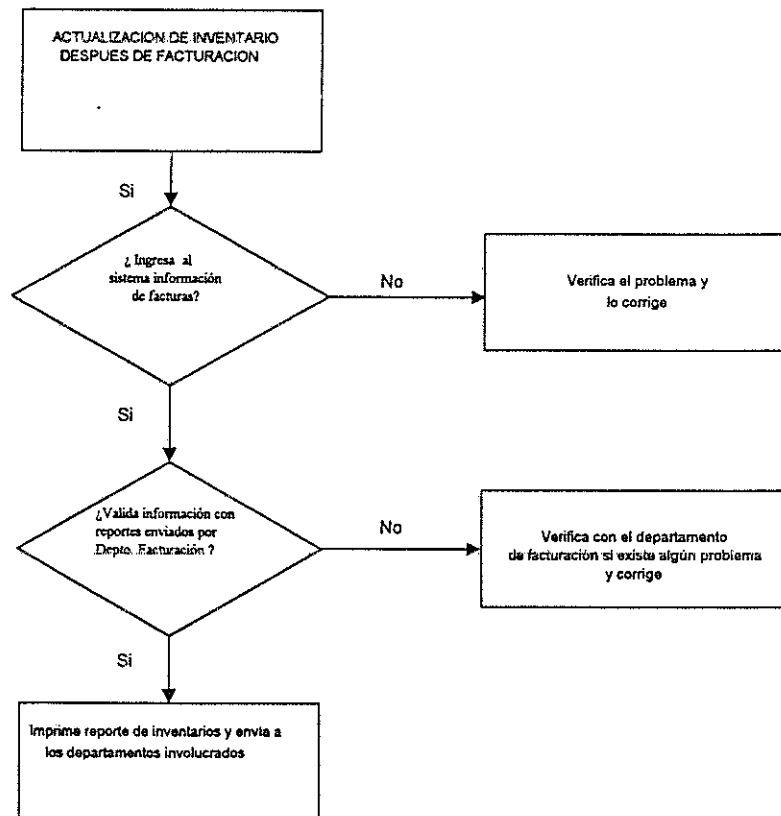 ACTUALIZACION DE INVENTARIO
DESPUES DE FACTURACION
Si
¿ Ingresa al
sistema información
de facturas?
No
Verifica el problema y
lo corrige
Si
¿Valida información con
reportes enviados por
Depto. Facturación ?
No
Verifica con el departamento
de facturación si existe algún problema
y corrige
Si
Imprime reporte de inventarios y envia a
los departamentos involucrados